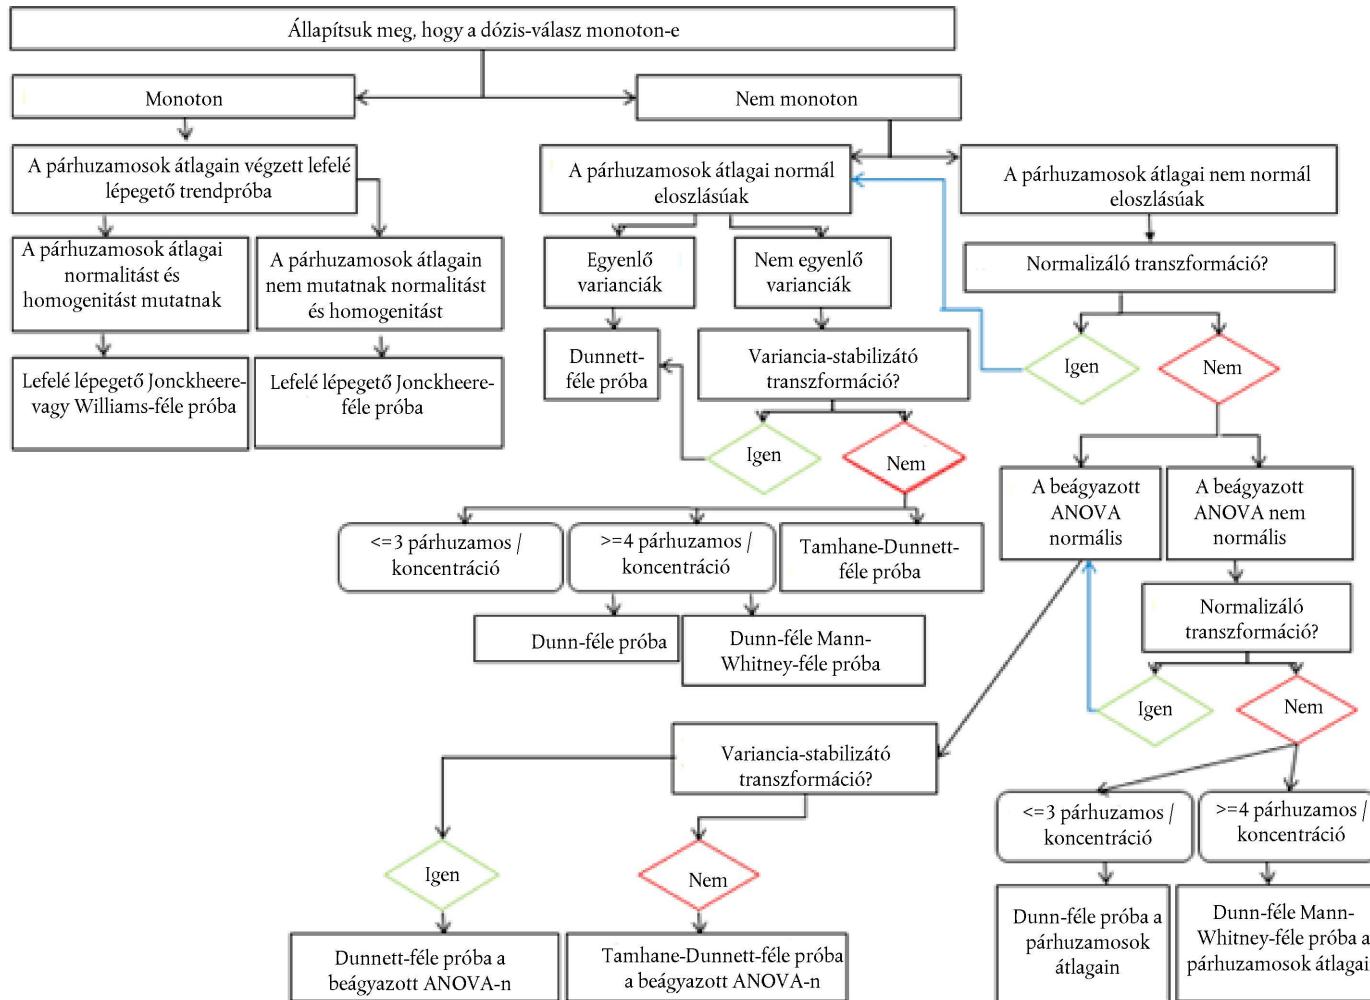 Állapítsuk meg, hogy a dózis-válasz monoton-e
Monoton
Nem monoton
A párhuzamosok átlagain végzett lefelé
lépegető trendpróba
A párhuzamosok átlagai normál
eloszlásúak
A párhuzamosok átlagai nem normál
eloszlásúak
A párhuzamosok átlagai
normalitást és
homogenitást mutatnak
A párhuzamosok átlagain
nem mutatnak normalitást
és homogenitást
Egyenlő
varianciák
Nem egyenlő
varianciák
Normalizáló transzformáció?
Lefelé lépegető Jonckheere-
vagy Williams-féle próba
Lefelé lépegető Jonckheere-
féle próba
Dunnett-
féle próba
Variancia-stabilizátó
transzformáció?
Igen
Nem
Igen
Nem
A beágyazott
ANOVA
normális
A beágyazott
ANOVA nem
normális
<=3 párhuzamos /
koncentráció
>=4 párhuzamos /
koncentráció
Tamhane-Dunnett-
féle próba
Normalizáló
transzformáció?
Dunn-féle próba
Dunn-féle Mann-
Whitney-féle próba
Igen
Nem
Variancia-stabilizátó
transzformáció?
<=3 párhuzamos /
koncentráció
>=4 párhuzamos /
koncentráció
Igen
Nem
Dunn-féle próba a
párhuzamosok
átlagain
Dunn-féle Mann-
Whitney-féle próba a
párhuzamosok átlagai
Dunnett-féle próba a
beágyazott ANOVA-n
Tamhane-Dunnett-féle próba
a beágyazott ANOVA-n